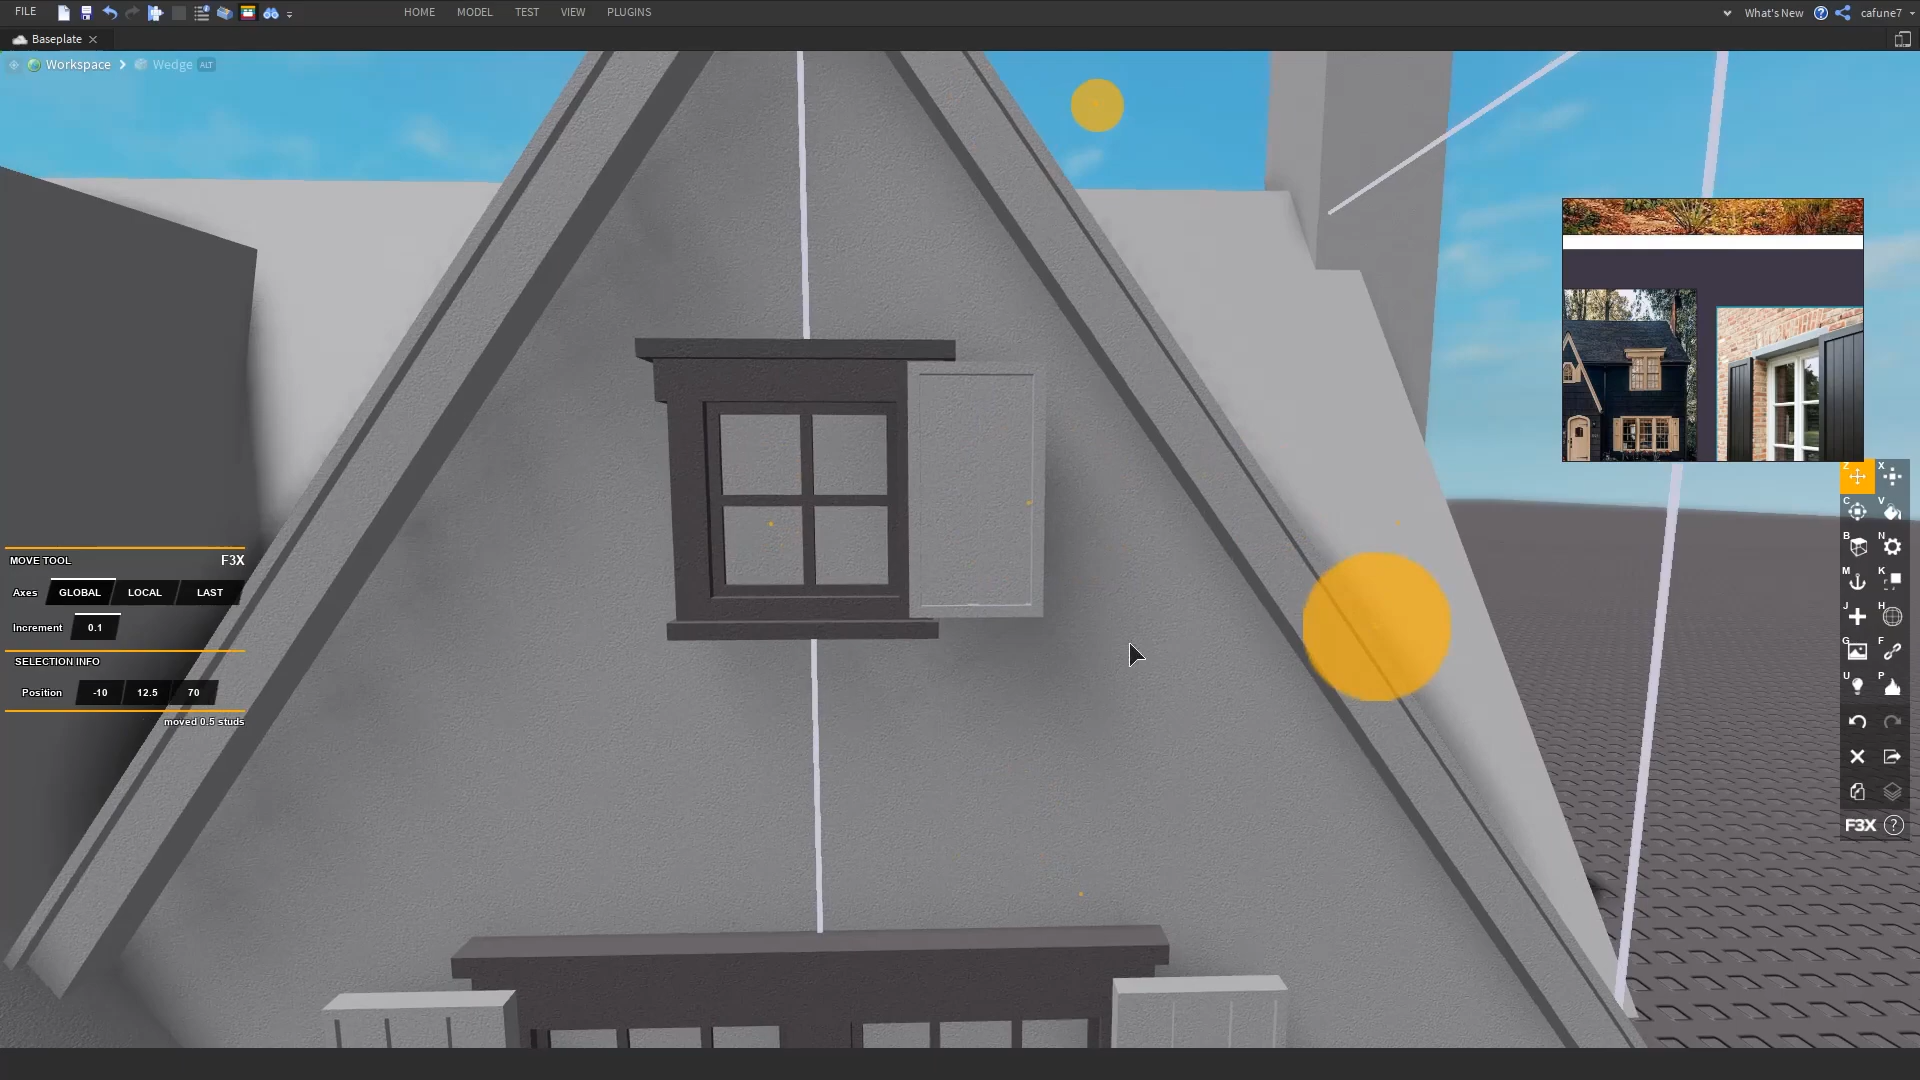 FILE
HOME
MODEL
TEST
VIEW
PLUGINS
What's New
cafune7
Baseplate
Workspace
Wedge
ALT
MOVE TOOL
F3X
Axes
GLOBAL
LOCAL
LAST
Increment
0.1
SELECTION INFO
Position
-10
12.5
70
moved 0.5 studs
Z
X
C
V
B
N
M
K
J
H
G
F
U
P
F3X
?